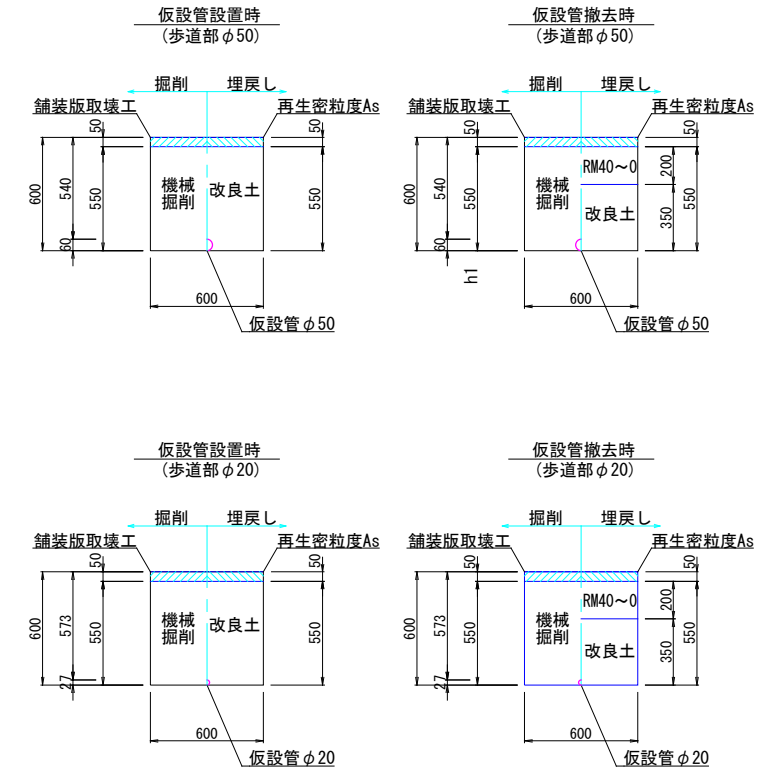 仮設管設置時
(歩道部φ50)
掘削 埋戻し
舗装版取壊工
再生密粒度As
50
50
600
540
550
60
機械
掘削
改良土
550
600
仮設管φ50
仮設管撤去時
(歩道部φ50)
掘削 埋戻し
舗装版取壊工
再生密粒度As
50
50
600
540
550
60
機械
掘削
RM40～0
改良土
200
350
550
h1
600
仮設管φ50
仮設管設置時
(歩道部φ20)
掘削 埋戻し
舗装版取壊工
再生密粒度As
50
50
600
573
550
27
機械
掘削
改良土
550
600
仮設管φ20
仮設管撤去時
(歩道部φ20)
掘削 埋戻し
舗装版取壊工
再生密粒度As
50
50
600
573
550
27
機械
掘削
RM40～0
改良土
200
350
550
600
仮設管φ20